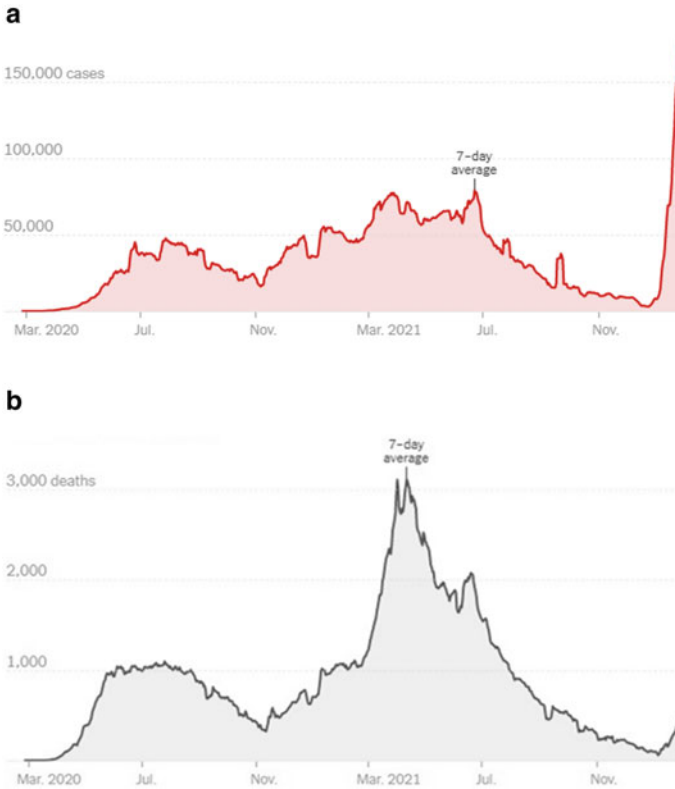 a
150,000 cases
100,000
7-day
average
50,000
Mar. 2020 Jul. Nov. Mar. 2021 Jul. Nov.
b
7-day
average
3,000 deaths
2,000
1,000
Mar. 2020 Jul. Nov. Mar. 2021 Jul. Nov.